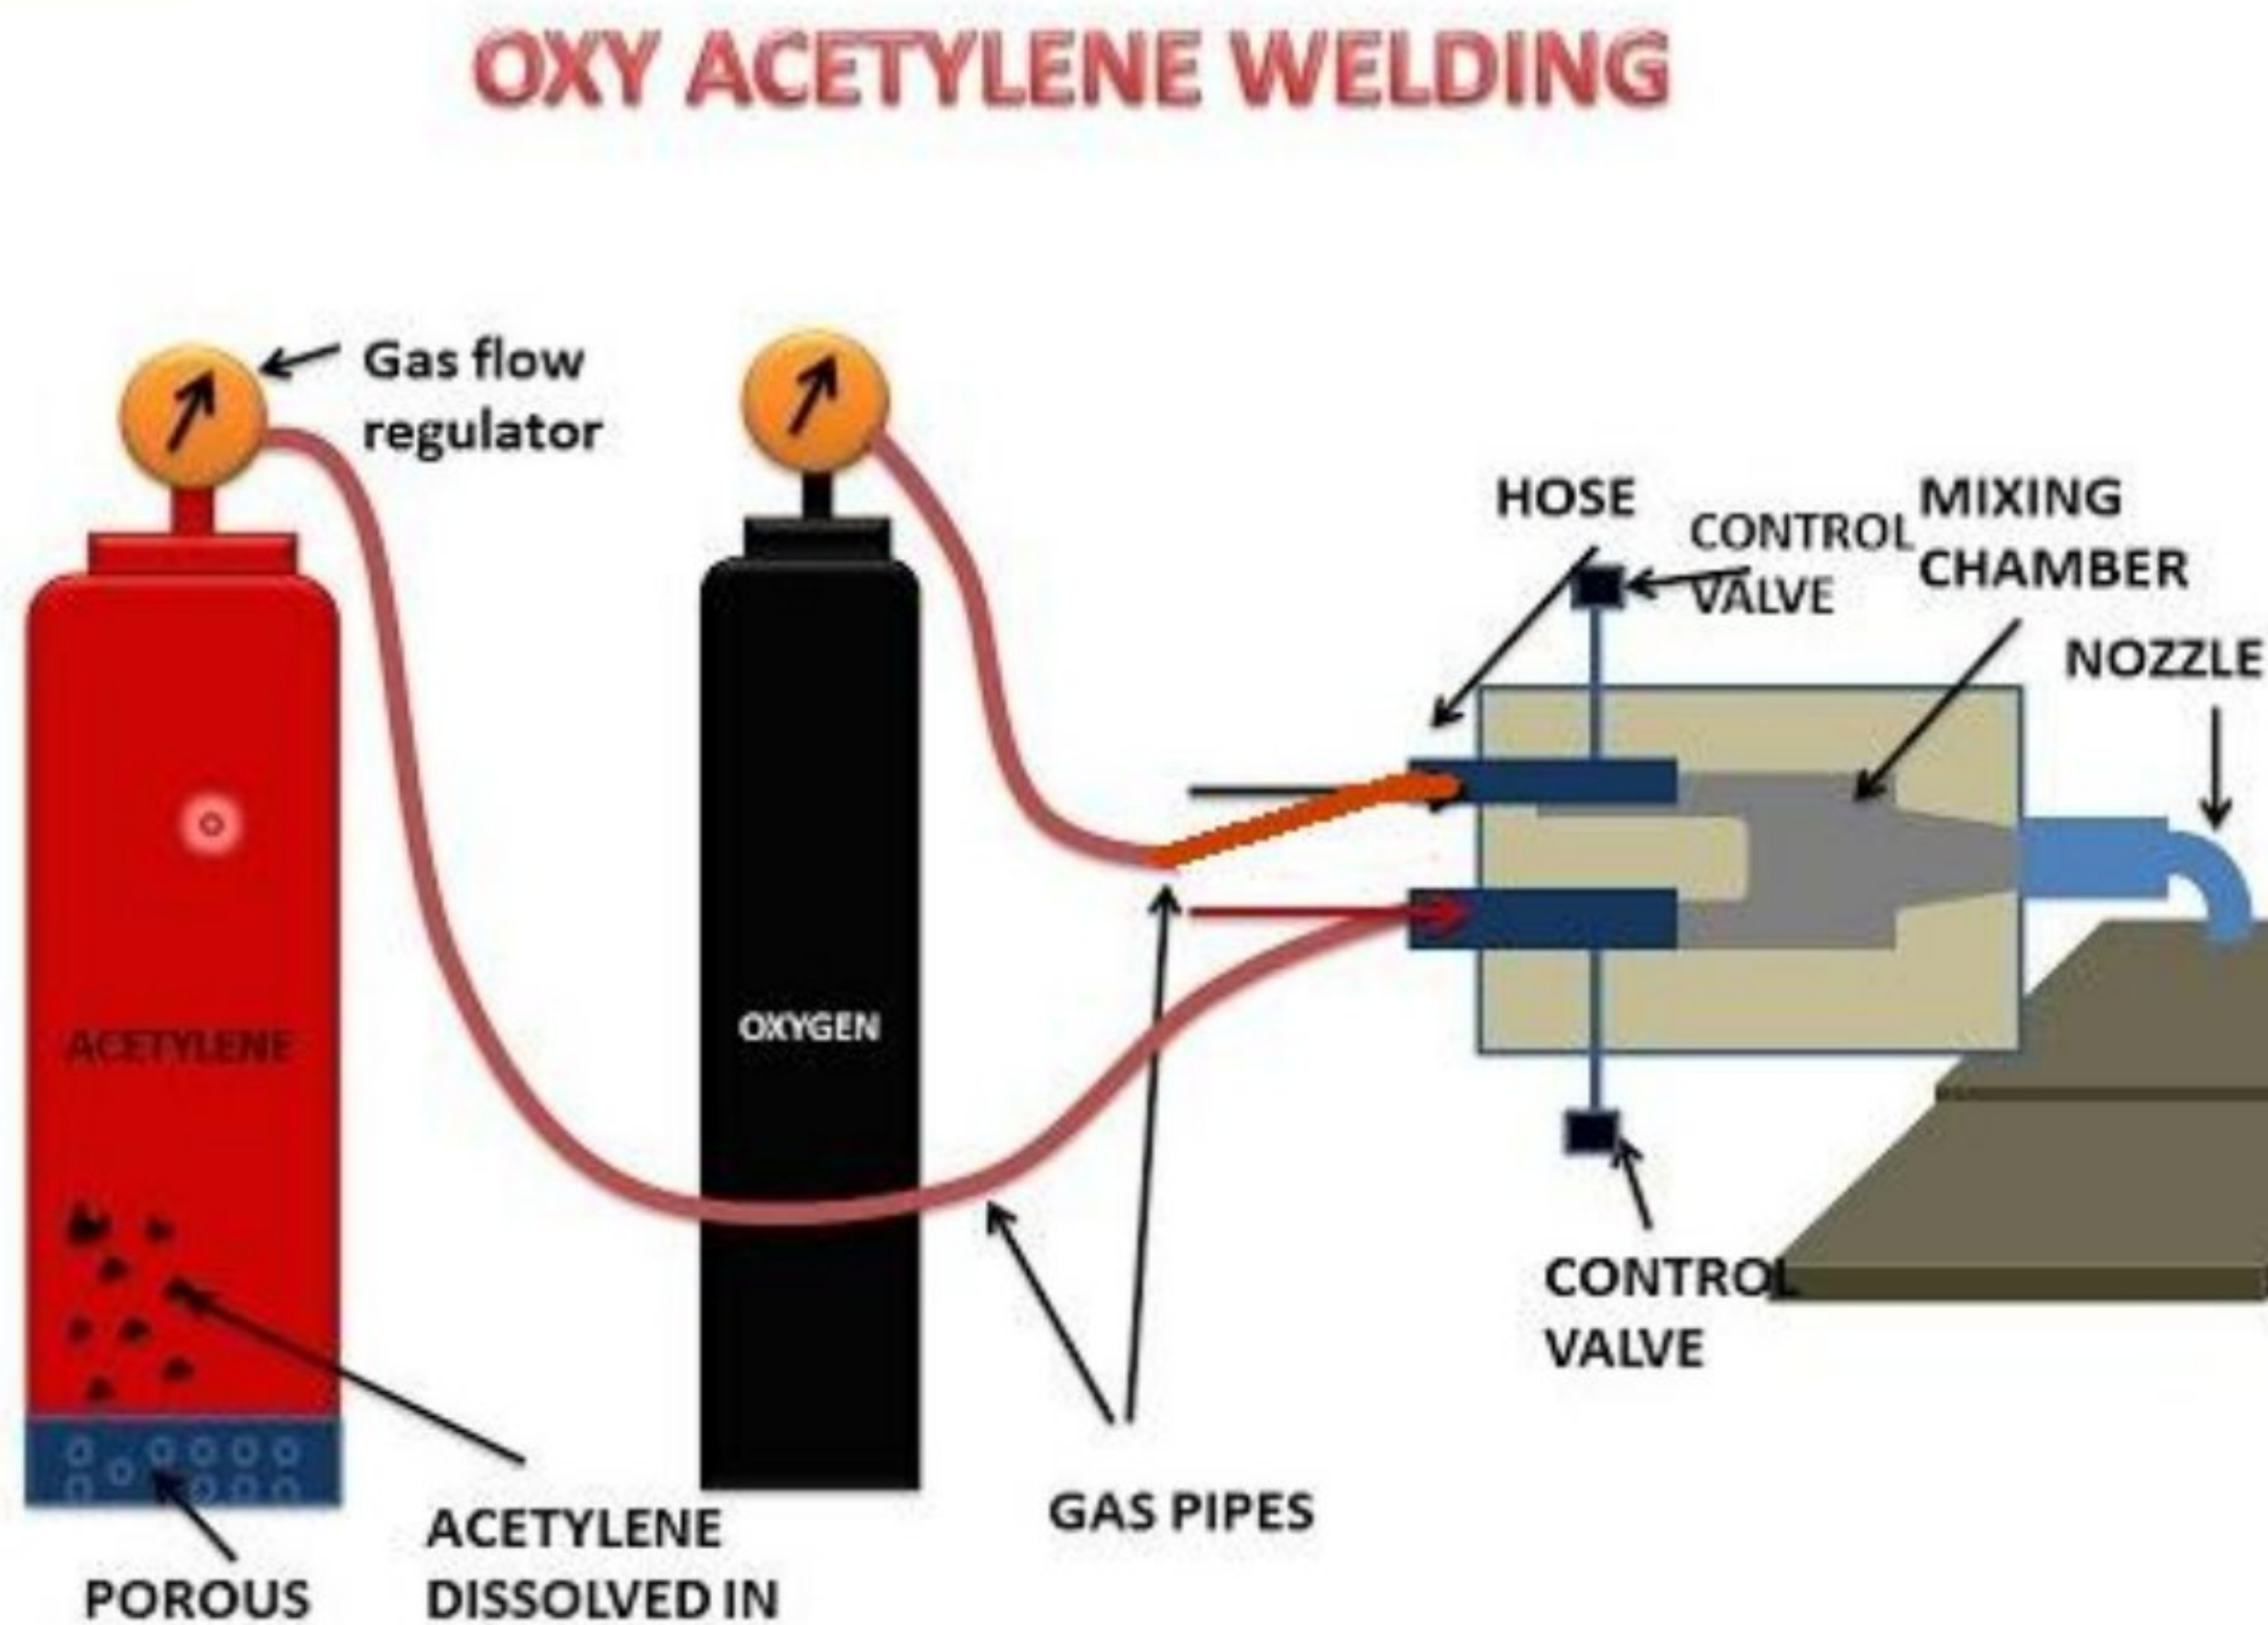 OXY ACETYLENE WELDING
Gas flow
regulator
HOSE
CONTROL
VALVE
MIXING
CHAMBER
NOZZLE
ACETYLENE
OXYGEN
CONTROL
VALVE
GAS PIPES
ACETYLENE
DISSOLVED IN
POROUS